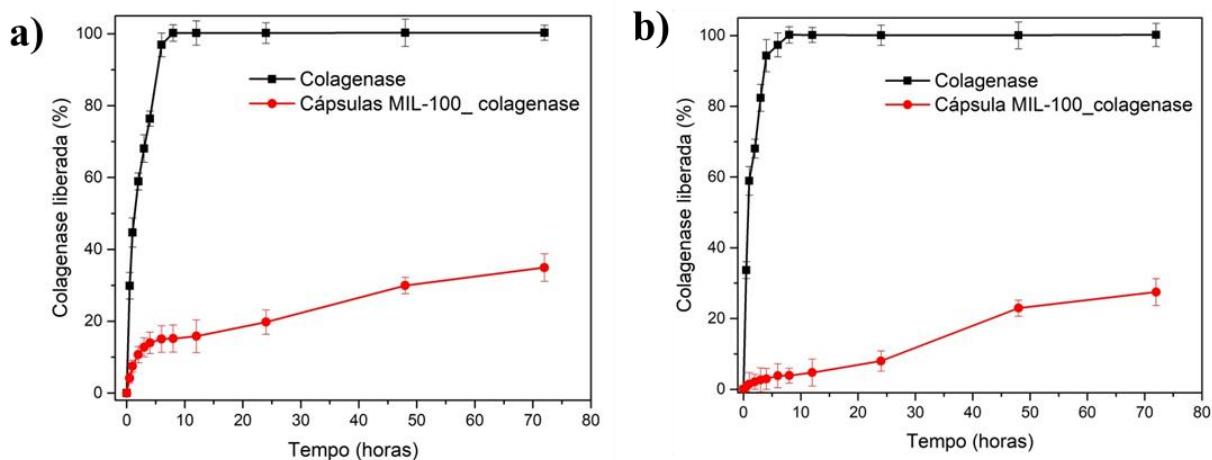 a)
Colagenase liberada (%)
100
80
60
40
20
0
Colagenase
Cápsulas MIL-100_ colagenase
0 10 20 30 40 50 60 70 80
Tempo (horas)
b)
Colagenase liberada (%)
100
80
60
40
20
0
Colagenase
Cápsula MIL-100_colagenase
0 10 20 30 40 50 60 70 80
Tempo (horas)